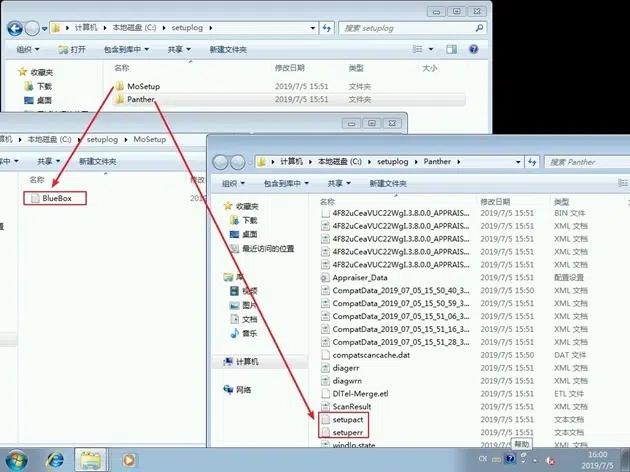 计算机 本地磁盘 (C:) setuplog
搜索 setuplog
组织 打开 包含到库中 共享 新建文件夹
收藏夹
下载
桌面
名称 修改日期 类型 大小
MoSetup 2019/7/5 15:51 文件夹
Panther 2019/7/5 15:51 文件夹
算机 本地磁盘 (C:) setuplog MoSetup
库中 共享 新建文件夹
名称
BlueBox
计算机 本地磁盘 (C:) setuplog Panther
搜索 Panther
组织 包含到库中 共享 新建文件夹
收藏夹
下载
桌面
最近访问的位置
库
视频
图片
文档
音乐
计算机
网络
名称 修改日期 类型
4F82uCeaVUC22WgI.3.8.0.0_APPRAIS... 2019/7/5 15:51 BIN 文件
4F82uCeaVUC22WgI.3.8.0.0_APPRAIS... 2019/7/5 15:51 XML 文档
4F82uCeaVUC22WgI.3.8.0.0_APPRAIS... 2019/7/5 15:51 XML 文档
4F82uCeaVUC22WgI.3.8.0.0_APPRAIS... 2019/7/5 15:51 XML 文档
4F82uCeaVUC22WgI.3.8.0.0_APPRAIS... 2019/7/5 15:51 XML 文档
Appraiser_Data 2019/7/5 15:51 配置设置
CompatData_2019_07_05_15_50_40_3... 2019/7/5 15:50 XML 文档
CompatData_2019_07_05_15_50_59_3... 2019/7/5 15:51 XML 文档
CompatData_2019_07_05_15_51_06_3... 2019/7/5 15:51 XML 文档
CompatData_2019_07_05_15_51_16_3... 2019/7/5 15:51 XML 文档
CompatData_2019_07_05_15_51_28_3... 2019/7/5 15:51 XML 文档
compatscancache.dat 2019/7/5 15:50 DAT 文件
diagerr 2019/7/5 15:51 XML 文档
diagwrn 2019/7/5 15:51 XML 文档
DlTel-Merge.etl 2019/7/5 15:51 ETL 文件
ScanResult 2019/7/5 15:51 XML 文档
setupact 2019/7/5 15:51 文本文档
setuperr 2019/7/5 15:51 文本文档
帮助
CH
16:00
2019/7/5